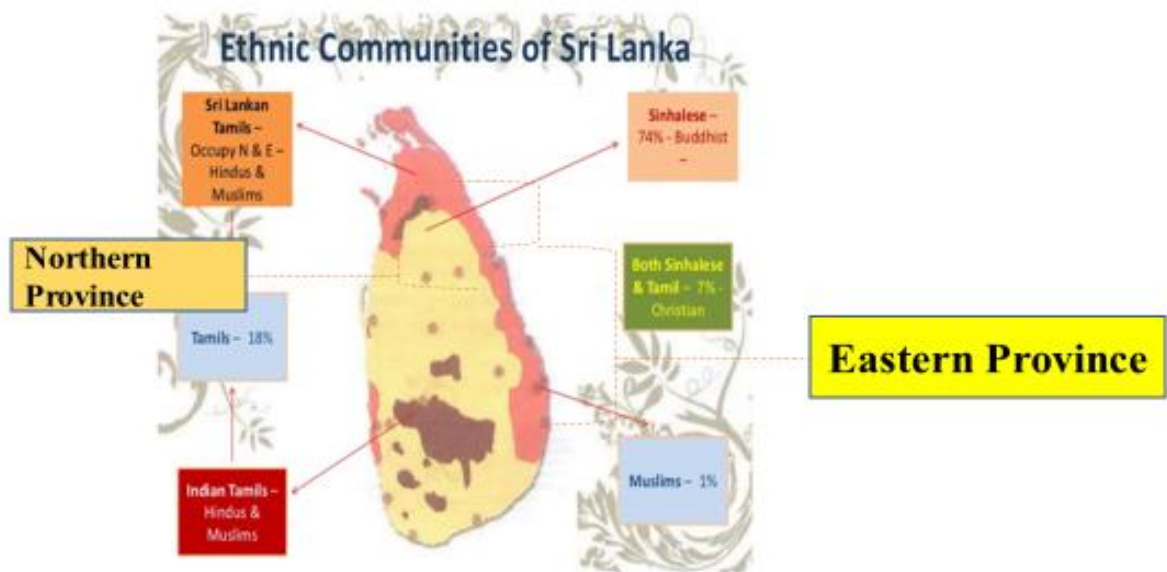 Ethnic Communities of Sri Lanka
Sri Lankan
Tamils –
Occupy N & E –
Hindus &
Muslims
Sinhalese –
74% - Buddhist
–
Northern
Province
Both Sinhalese
& Tamil – 7% -
Christian
Tamils – 18%
Eastern Province
Indian Tamils –
Hindus &
Muslims
Muslims – 1%